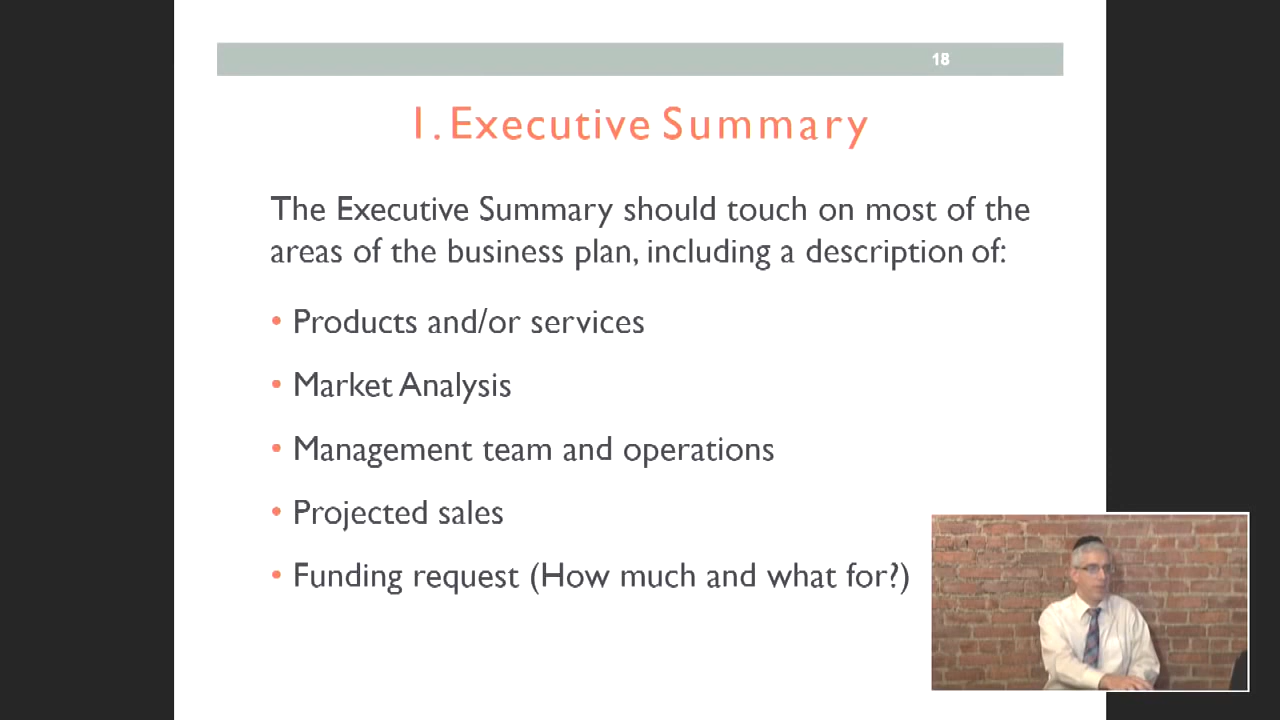 18
1. Executive Summary
The Executive Summary should touch on most of the
areas of the business plan, including a description of:
• Products and/or services
• Market Analysis
• Management team and operations
• Projected sales
• Funding request (How much and what for?)